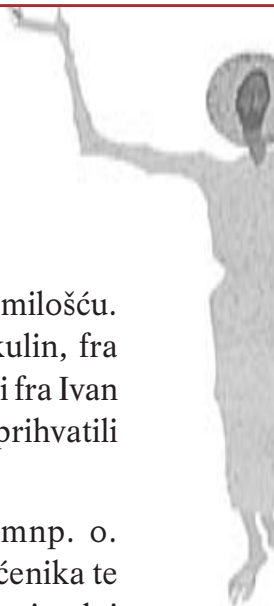 milošću.
kulin, fra
i fra Ivan
prihvatili
mnp. o.
ćenika te